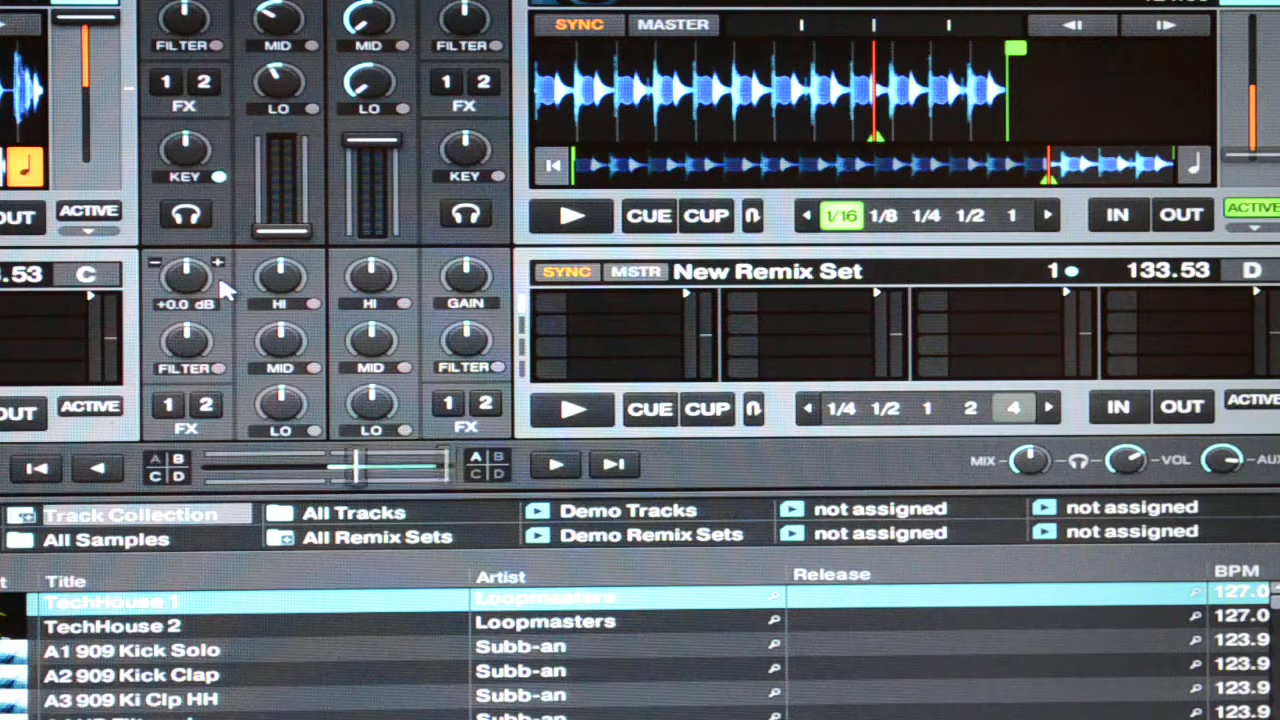 SYNC MASTER
FILTER MID MID FILTER
1 2 LO LO 1 2
FX FX
KEY KEY
OUT ACTIVE CUE CUP 1/16 1/8 1/4 1/2 1 IN OUT ACTIVE
.53 C SYNC MSTR New Remix Set 1 133.53 D
+0.0 dB HI HI GAIN
FILTER MID MID FILTER
OUT ACTIVE 1 2 1 2 CUE CUP 1/4 1/2 1 2 4 IN OUT ACTIVE
FX LO LO FX
A B A B MIX VOL AUX
C D C D
Track Collection All Tracks Demo Tracks not assigned not assigned
All Samples All Remix Sets Demo Remix Sets not assigned not assigned
Title Artist Release BPM
TechHouse 1 Loopmasters 127.0
TechHouse 2 Loopmasters 127.0
A1 909 Kick Solo Subb-an 123.9
A2 909 Kick Clap Subb-an 123.9
A3 909 Ki Clp HH Subb-an 123.9
Subb-an 123.9